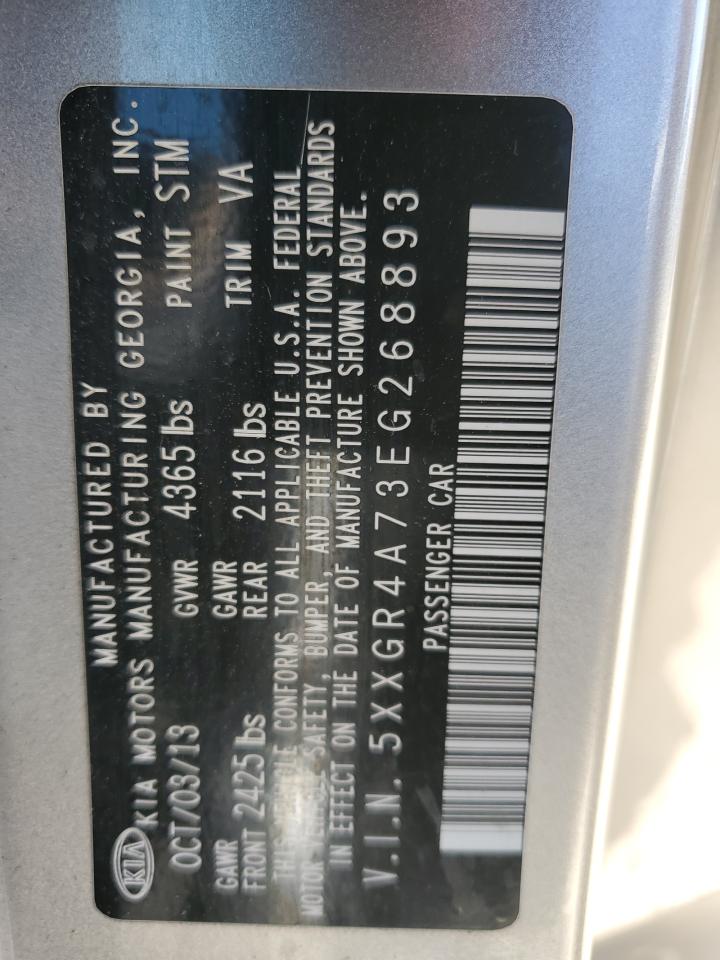 MANUFACTURED BY
KIA KIA MOTORS MANUFACTURING GEORGIA, INC.
OCT/03/13 GVWR 4365 lbs PAINT STM
GAWR GAWR
FRONT 2425 lbs REAR 2116 lbs TRIM VA
THIS VEHICLE CONFORMS TO ALL APPLICABLE U.S.A. FEDERAL
MOTOR VEHICLE SAFETY, BUMPER, AND THEFT PREVENTION STANDARDS
IN EFFECT ON THE DATE OF MANUFACTURE SHOWN ABOVE.
V.I.N. 5XXGR4A73EG268893
PASSENGER CAR